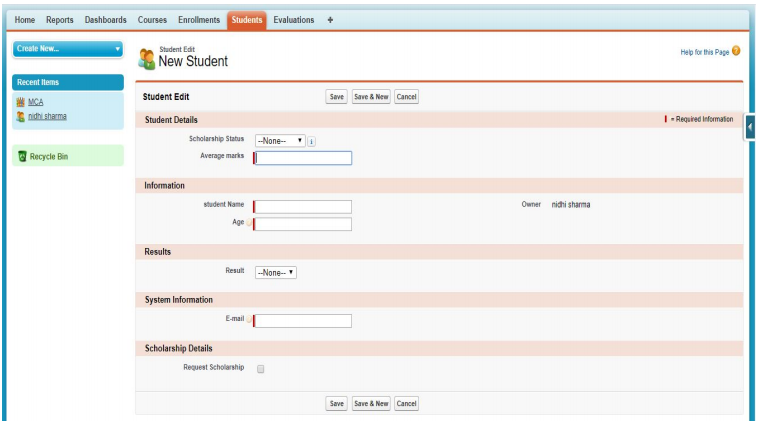 Home Reports Dashboards Courses Enrollments Students Evaluations +
Create New...
Recent Items
MCA
nidhi sharma
Recycle Bin
Student Edit
New Student
Help for this Page ?
Student Edit Save Save & New Cancel
Student Details = Required Information
Scholarship Status --None-- i
Average marks
Information
student Name Owner nidhi sharma
Age
Results
Result --None--
System Information
E-mail
Scholarship Details
Request Scholarship
Save Save & New Cancel